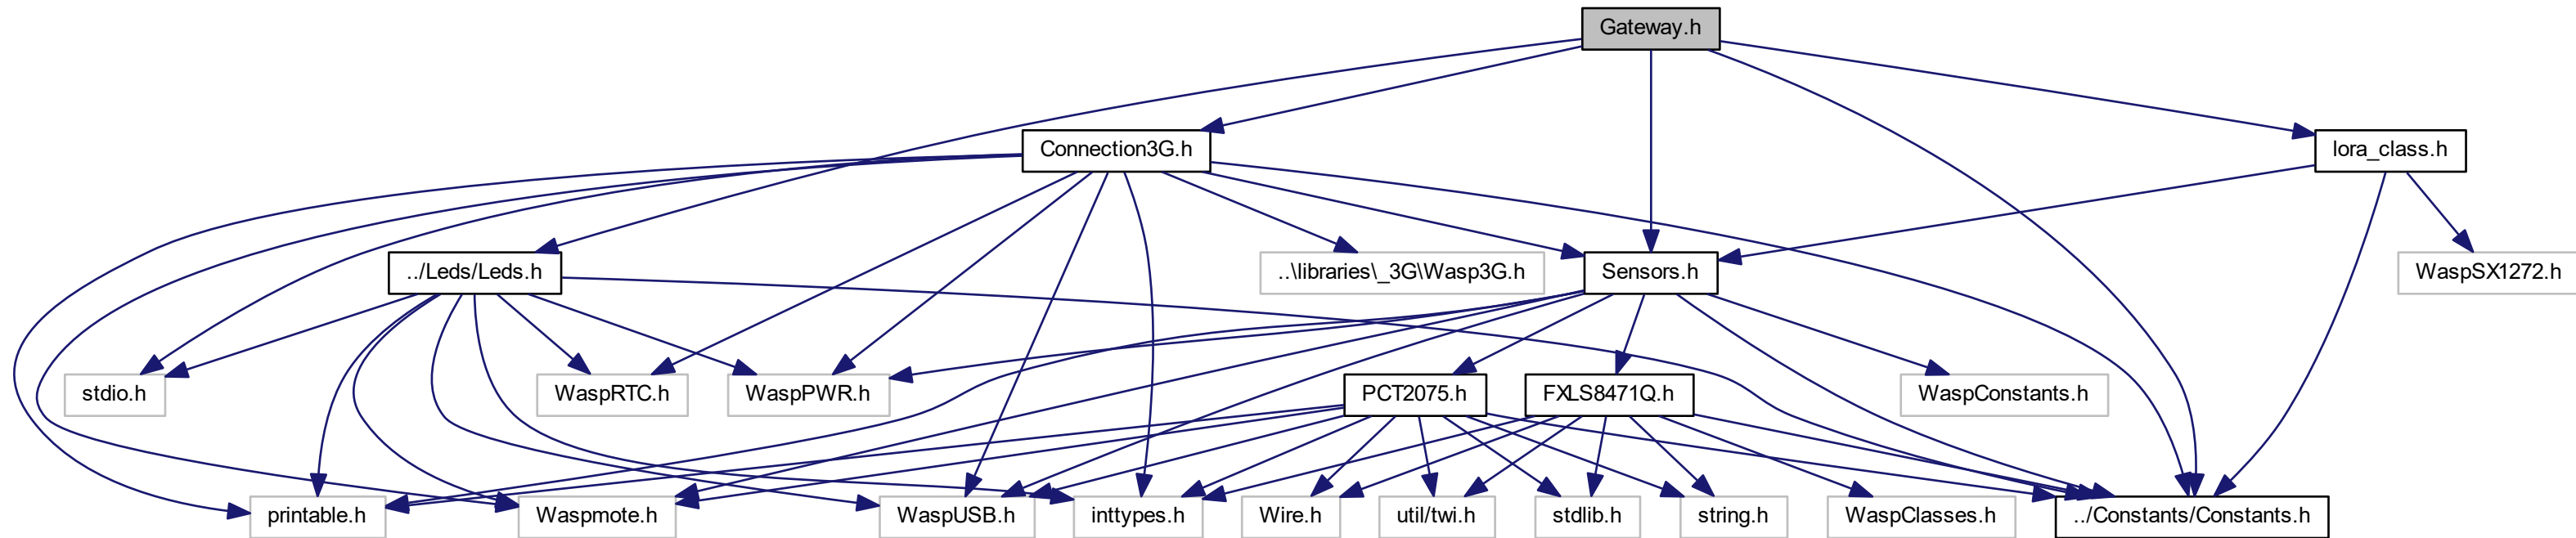 Gateway.h
Connection3G.h
lora_class.h
../Leds/Leds.h
..\libraries\_3G\Wasp3G.h
Sensors.h
WaspSX1272.h
stdio.h
WaspRTC.h
WaspPWR.h
PCT2075.h
FXLS8471Q.h
WaspConstants.h
printable.h
Waspmote.h
WaspUSB.h
inttypes.h
Wire.h
util/twi.h
stdlib.h
string.h
WaspClasses.h
../Constants/Constants.h